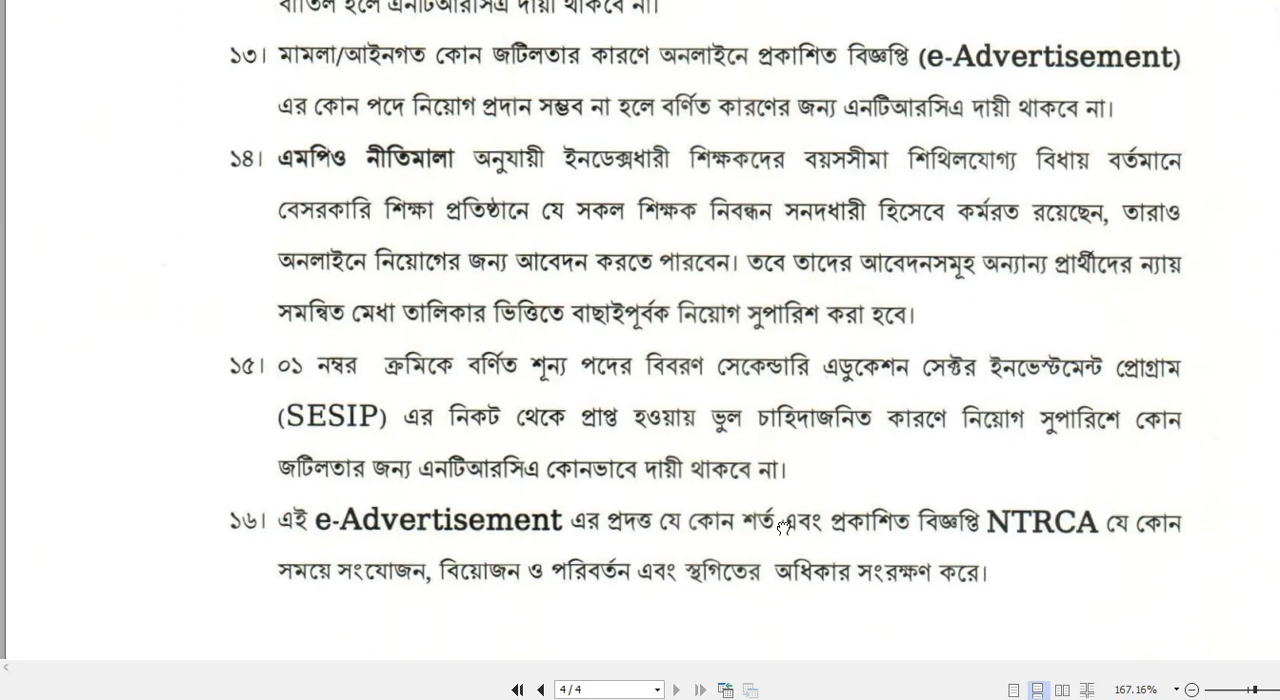 বাতিল হলে এনটিআরসিএ দায়ী থাকবে না।
১৩। মামলা/আইনগত কোন জটিলতার কারণে অনলাইনে প্রকাশিত বিজ্ঞপ্তি (e-Advertisement)
এর কোন পদে নিয়োগ প্রদান সম্ভব না হলে বর্ণিত কারণের জন্য এনটিআরসিএ দায়ী থাকবে না।
১৪। এমপিও নীতিমালা অনুযায়ী ইনডেক্সধারী শিক্ষকদের বয়সসীমা শিথিলযোগ্য বিধায় বর্তমানে
বেসরকারি শিক্ষা প্রতিষ্ঠানে যে সকল শিক্ষক নিবন্ধন সনদধারী হিসেবে কর্মরত রয়েছেন, তারাও
অনলাইনে নিয়োগের জন্য আবেদন করতে পারবেন। তবে তাদের আবেদনসমূহ অন্যান্য প্রার্থীদের ন্যায়
সমন্বিত মেধা তালিকার ভিত্তিতে বাছাইপূর্বক নিয়োগ সুপারিশ করা হবে।
১৫। ০১ নম্বর ক্রমিকে বর্ণিত শূন্য পদের বিবরণ সেকেন্ডারি এডুকেশন সেক্টর ইনভেস্টমেন্ট প্রোগ্রাম
(SESIP) এর নিকট থেকে প্রাপ্ত হওয়ায় ভুল চাহিদাজনিত কারণে নিয়োগ সুপারিশে কোন
জটিলতার জন্য এনটিআরসিএ কোনভাবে দায়ী থাকবে না।
১৬। এই e-Advertisement এর প্রদত্ত যে কোন শর্ত এবং প্রকাশিত বিজ্ঞপ্তি NTRCA যে কোন
সময়ে সংযোজন, বিয়োজন ও পরিবর্তন এবং স্থগিতের অধিকার সংরক্ষণ করে।
4 / 4
167.16%